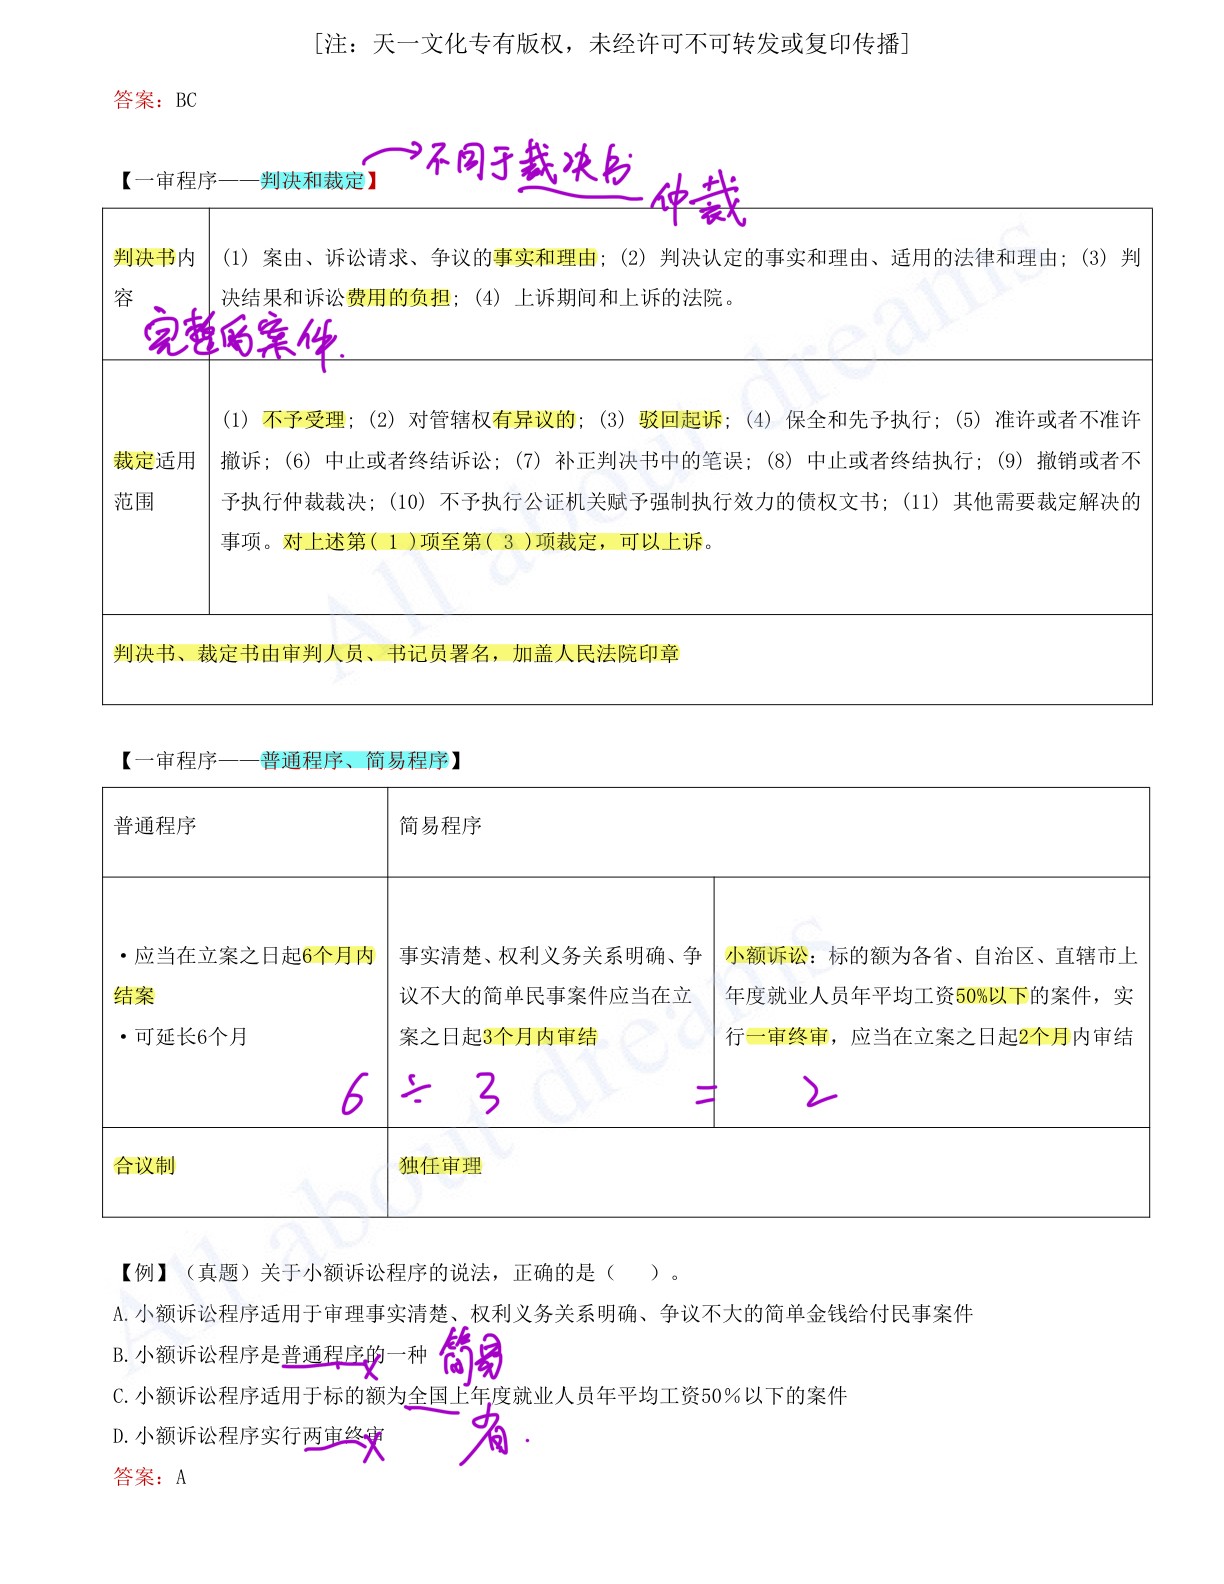 [注：天一文化专有版权，未经许可不可转发或复印传播]
答案：BC
不同于裁决书
【一审程序——判决和裁定】
仲裁
判决书内
容
(1) 案由、诉讼请求、争议的事实和理由；(2) 判决认定的事实和理由、适用的法律和理由；(3) 判
决结果和诉讼费用的负担；(4) 上诉期间和上诉的法院。
完整的案件.
裁定适用
范围
(1) 不予受理；(2) 对管辖权有异议的；(3) 驳回起诉；(4) 保全和先予执行；(5) 准许或者不准许
撤诉；(6) 中止或者终结诉讼；(7) 补正判决书中的笔误；(8) 中止或者终结执行；(9) 撤销或者不
予执行仲裁裁决；(10) 不予执行公证机关赋予强制执行效力的债权文书；(11) 其他需要裁定解决的
事项。对上述第( 1 )项至第( 3 )项裁定，可以上诉。
判决书、裁定书由审判人员、书记员署名，加盖人民法院印章
All about dreams
【一审程序——普通程序、简易程序】
普通程序
简易程序
·应当在立案之日起6个月内
结案
·可延长6个月
事实清楚、权利义务关系明确、争
议不大的简单民事案件应当在立
案之日起3个月内审结
小额诉讼：标的额为各省、自治区、直辖市上
年度就业人员年平均工资50%以下的案件，实
行一审终审，应当在立案之日起2个月内审结
6 ÷ 3 = 2
合议制
独任审理
All about dreams
【例】（真题）关于小额诉讼程序的说法，正确的是（ ）。
A.小额诉讼程序适用于审理事实清楚、权利义务关系明确、争议不大的简单金钱给付民事案件
B.小额诉讼程序是普通程序的一种 简易
C.小额诉讼程序适用于标的额为全国上年度就业人员年平均工资50％以下的案件
D.小额诉讼程序实行两审终审 省.
答案：A